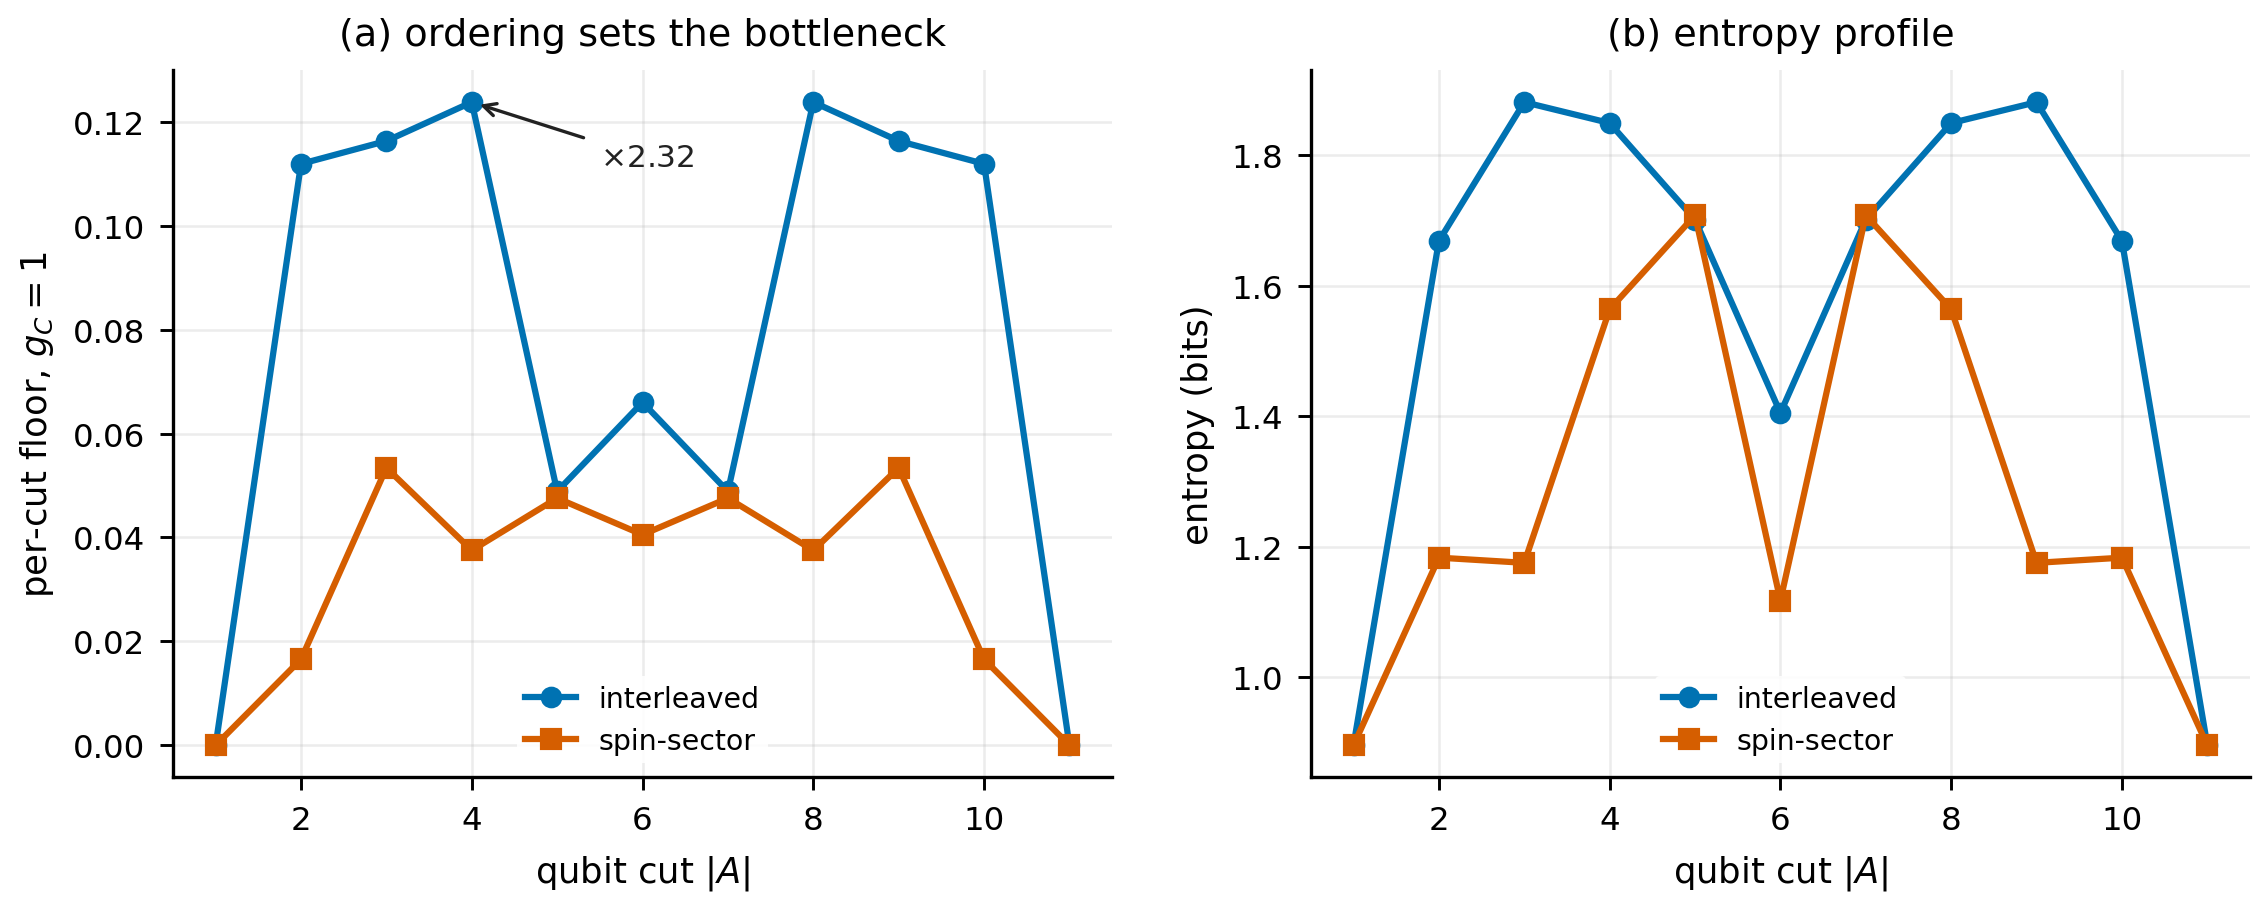 (a) ordering sets the bottleneck
per-cut floor, g_C = 1
0.12
0.10
0.08
0.06
0.04
0.02
0.00
×2.32
interleaved
spin-sector
2 4 6 8 10
qubit cut |A|
(b) entropy profile
entropy (bits)
1.8
1.6
1.4
1.2
1.0
interleaved
spin-sector
2 4 6 8 10
qubit cut |A|